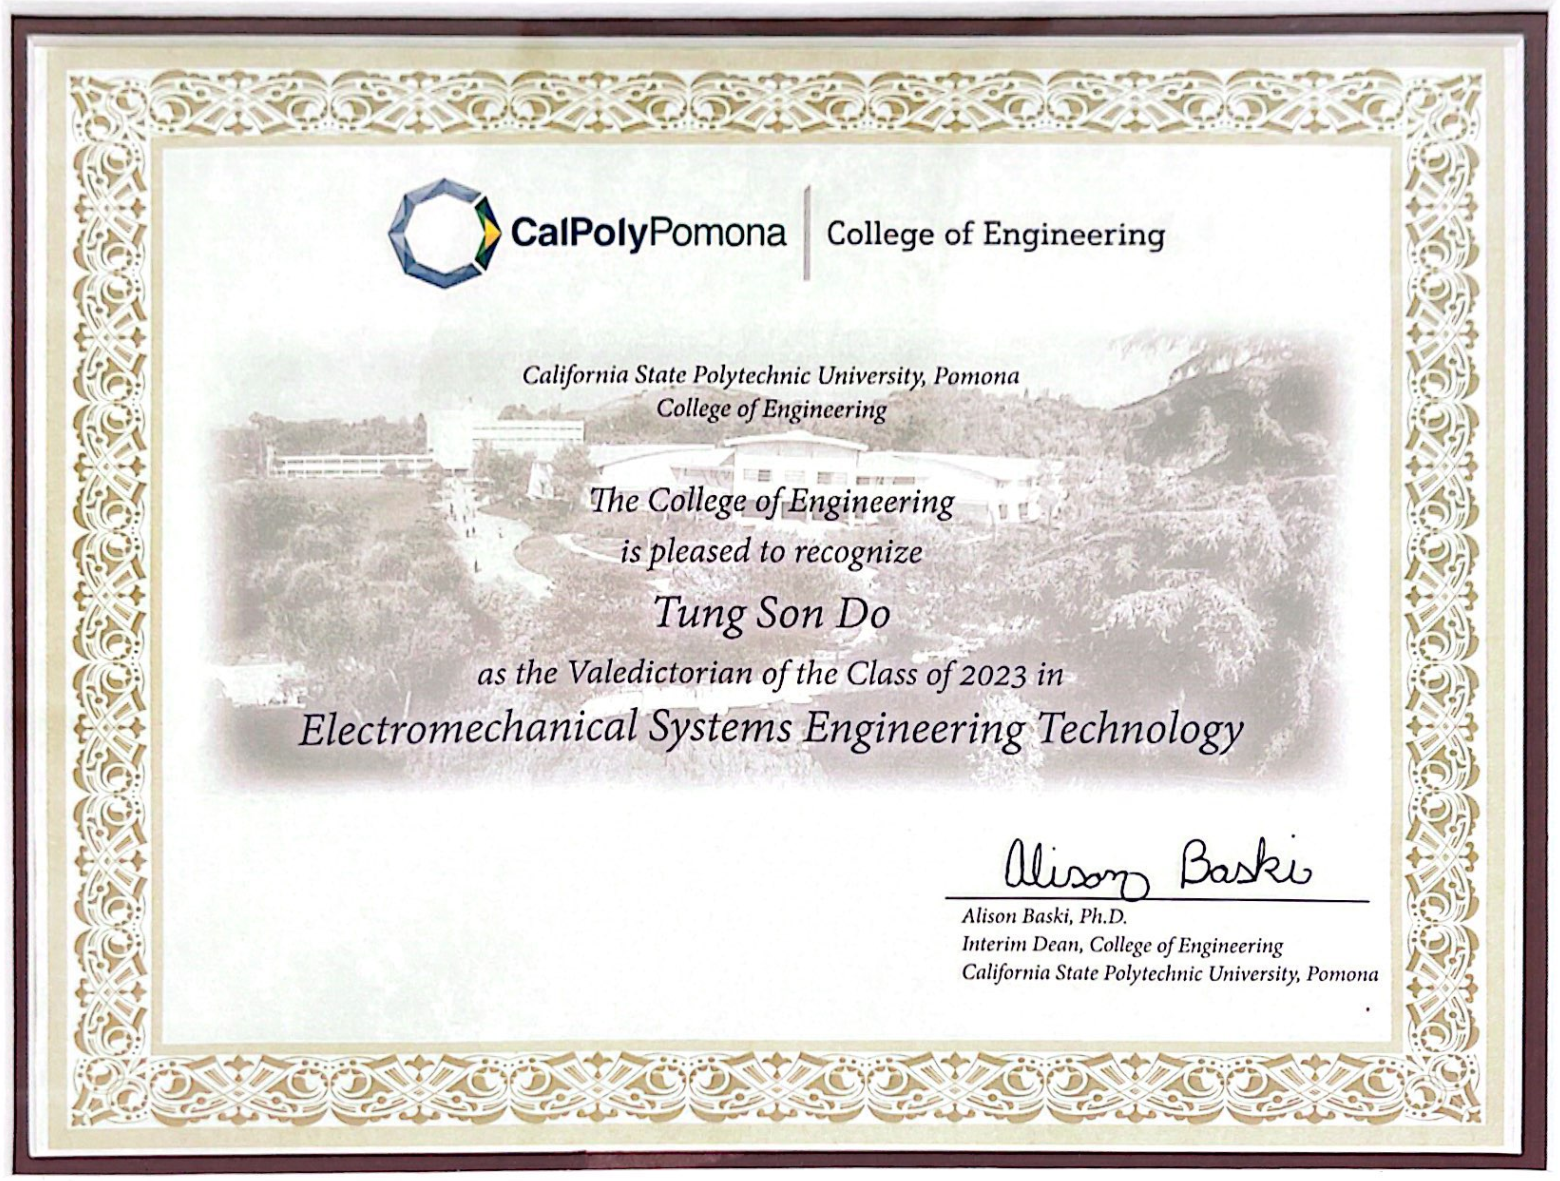 CalPolyPomona | College of Engineering
California State Polytechnic University, Pomona
College of Engineering
The College of Engineering
is pleased to recognize
Tung Son Do
as the Valedictorian of the Class of 2023 in
Electromechanical Systems Engineering Technology
Alison Baski
Alison Baski, Ph.D.
Interim Dean, College of Engineering
California State Polytechnic University, Pomona